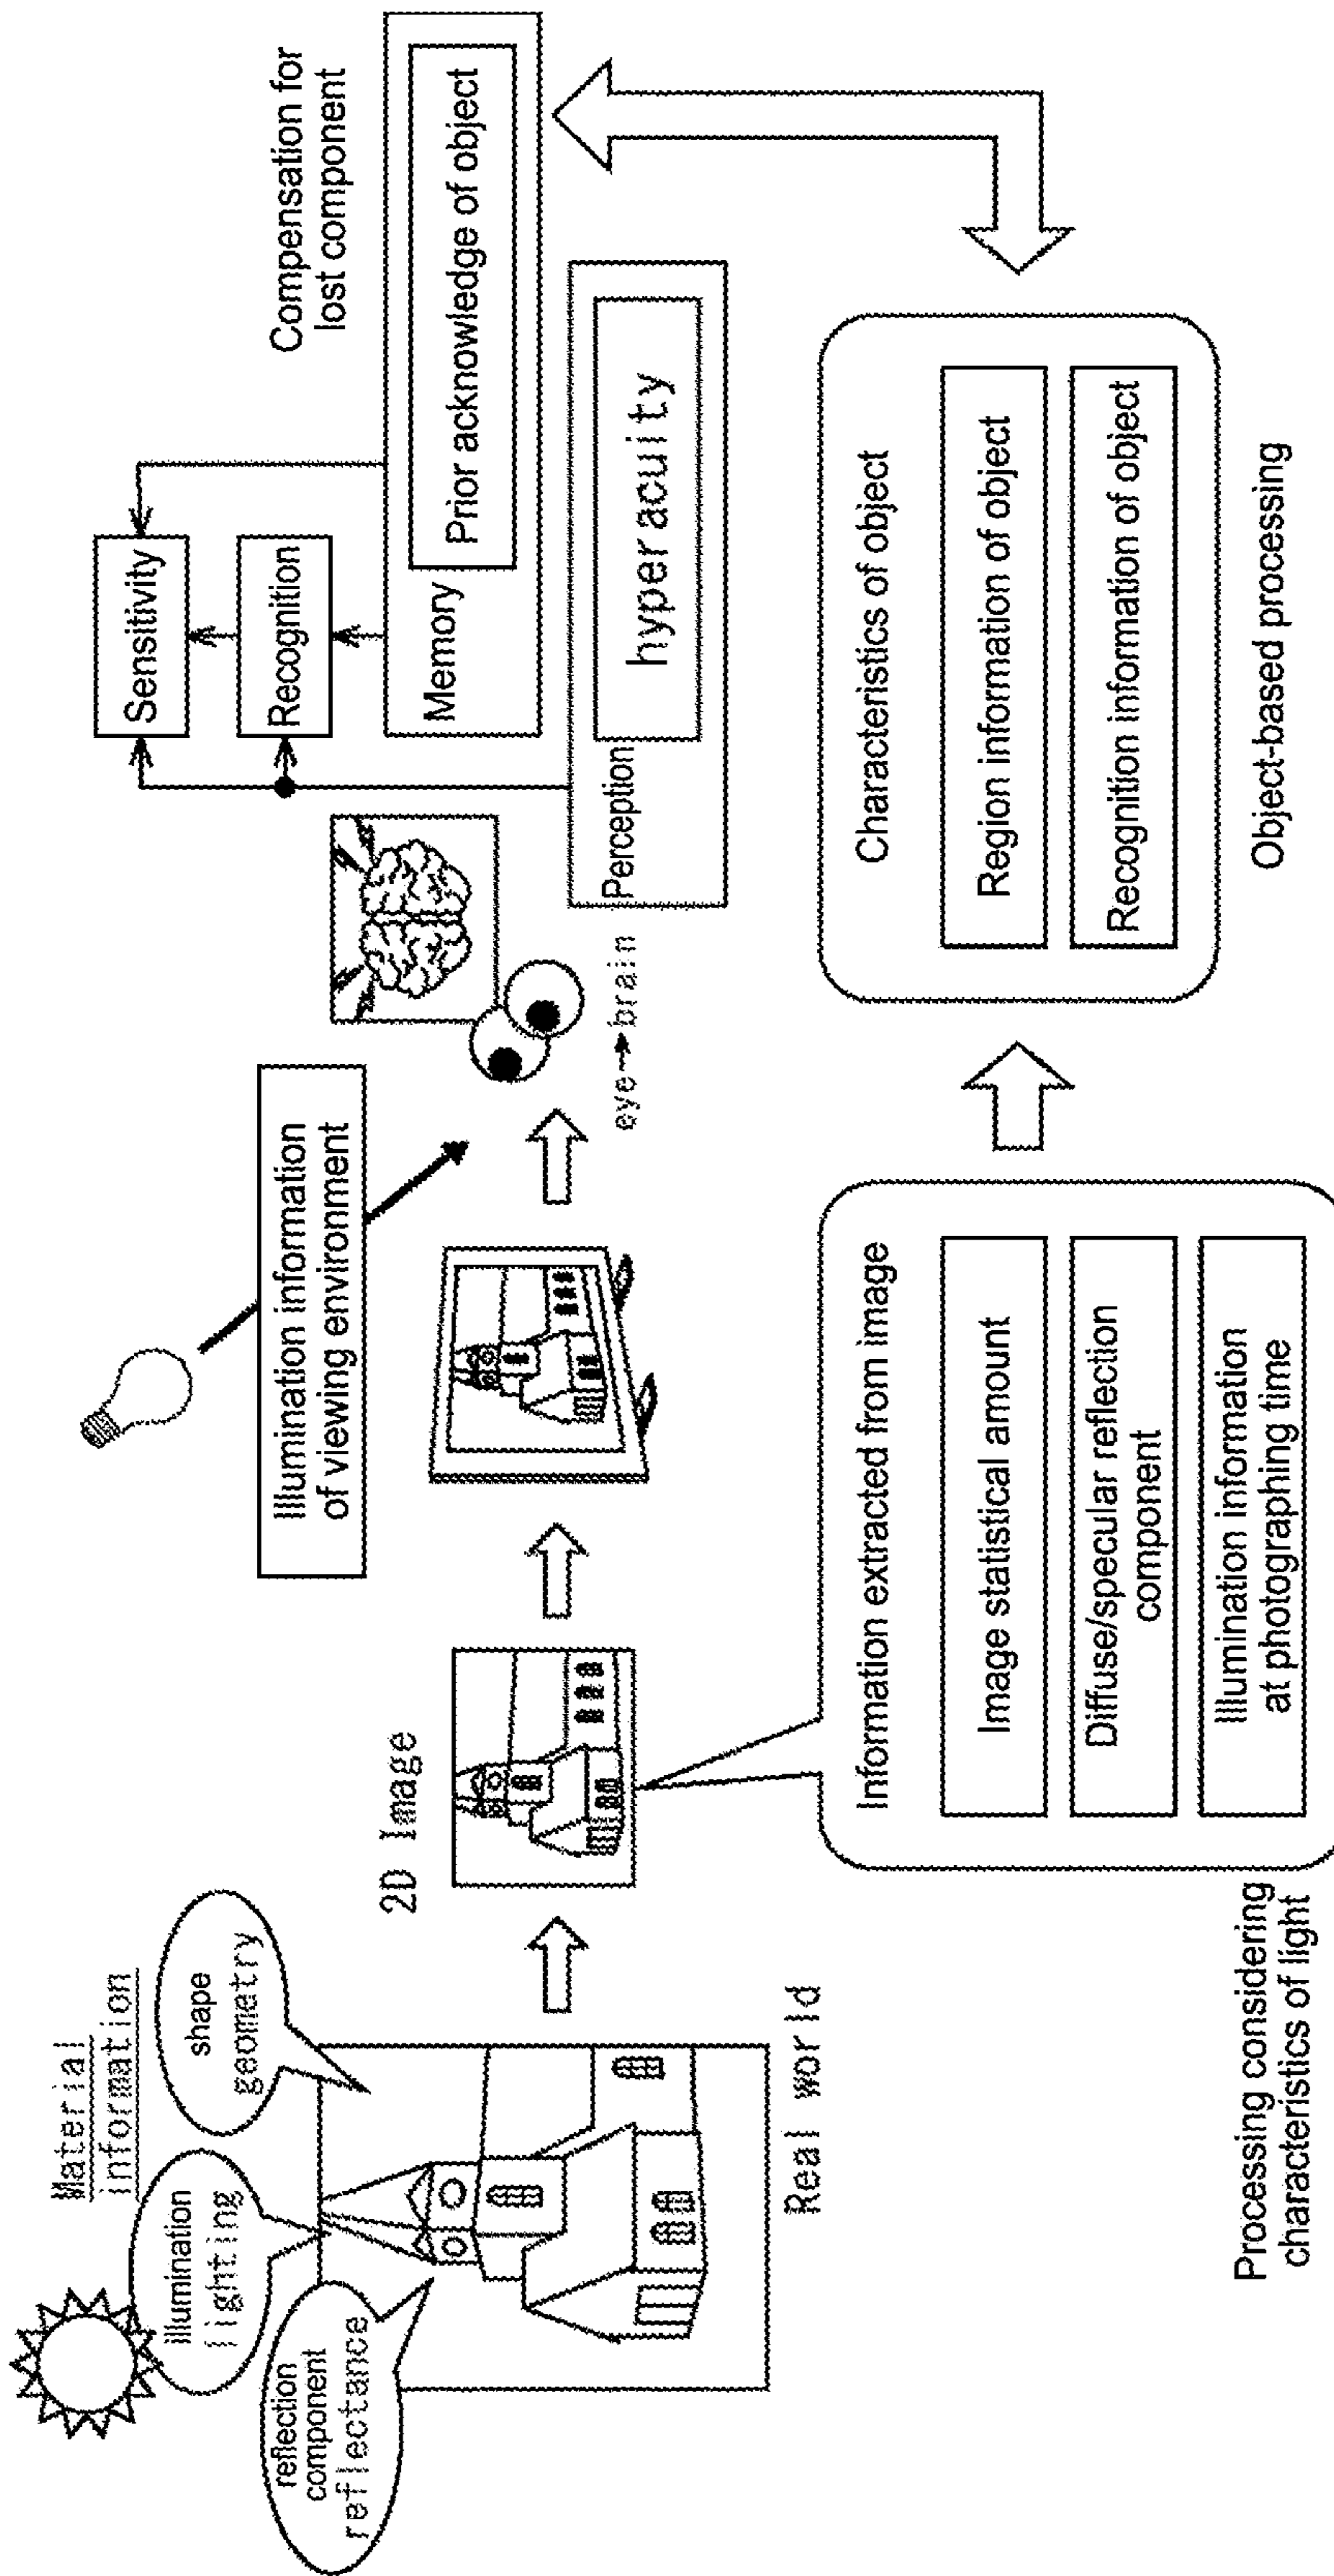 Material
information
illumination
lighting
shape
geometry
reflection
component
reflectance
Real world
2D Image
Illumination information
of viewing environment
eye→brain
Sensitivity
Recognition
Compensation for
lost component
Memory
Prior acknowledge of object
Perception
hyperacuity
Information extracted from image
Image statistical amount
Diffuse/specular reflection
component
Illumination information
at photographing time
Processing considering
characteristics of light
Characteristics of object
Region information of object
Recognition information of object
Object-based processing